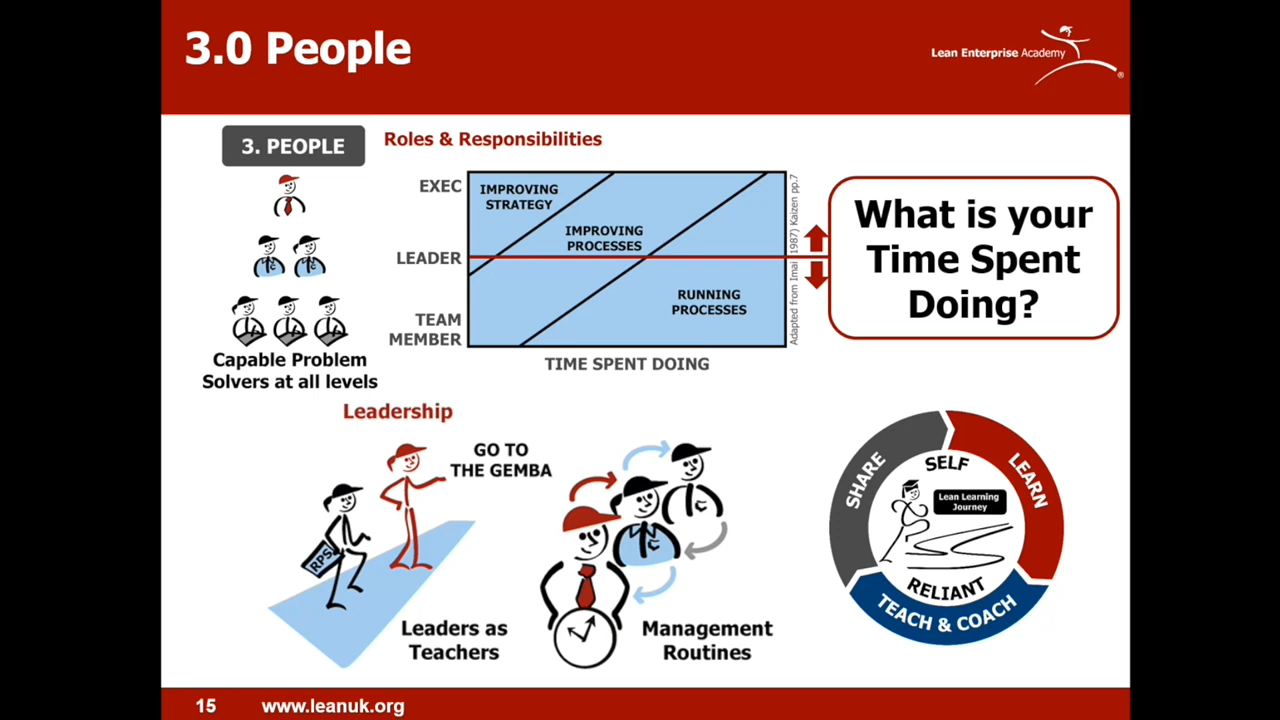 3.0 People
Lean Enterprise Academy
®
3. PEOPLE
Roles & Responsibilities
EXEC
LEADER
TEAM
MEMBER
IMPROVING
STRATEGY
IMPROVING
PROCESSES
RUNNING
PROCESSES
TIME SPENT DOING
Adapted from Imai (1987) Kaizen pp.7
What is your
Time Spent
Doing?
Capable Problem
Solvers at all levels
Leadership
GO TO
THE GEMBA
RPS
Leaders as
Teachers
Management
Routines
SHARE
LEARN
TEACH & COACH
SELF
Lean Learning
Journey
RELIANT
15
www.leanuk.org